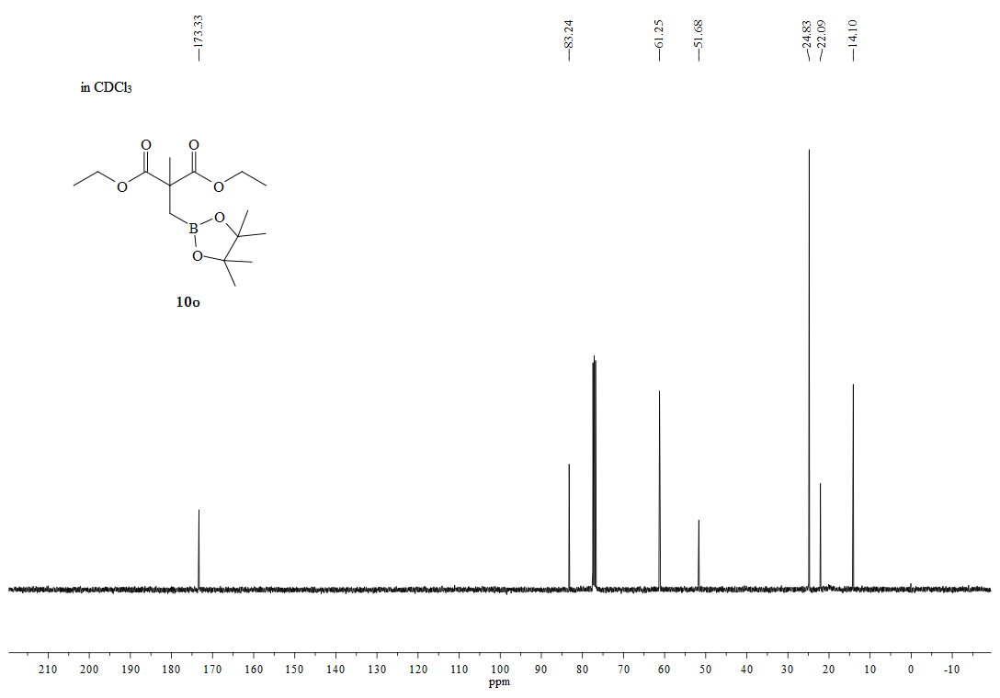 —173.33
—83.24
—61.25
—51.68
24.83
22.09
—14.10
in CDCl3
O
O
O
O
B
O
O
10o
210 200 190 180 170 160 150 140 130 120 110 100 90 80 70 60 50 40 30 20 10 0 -10
ppm